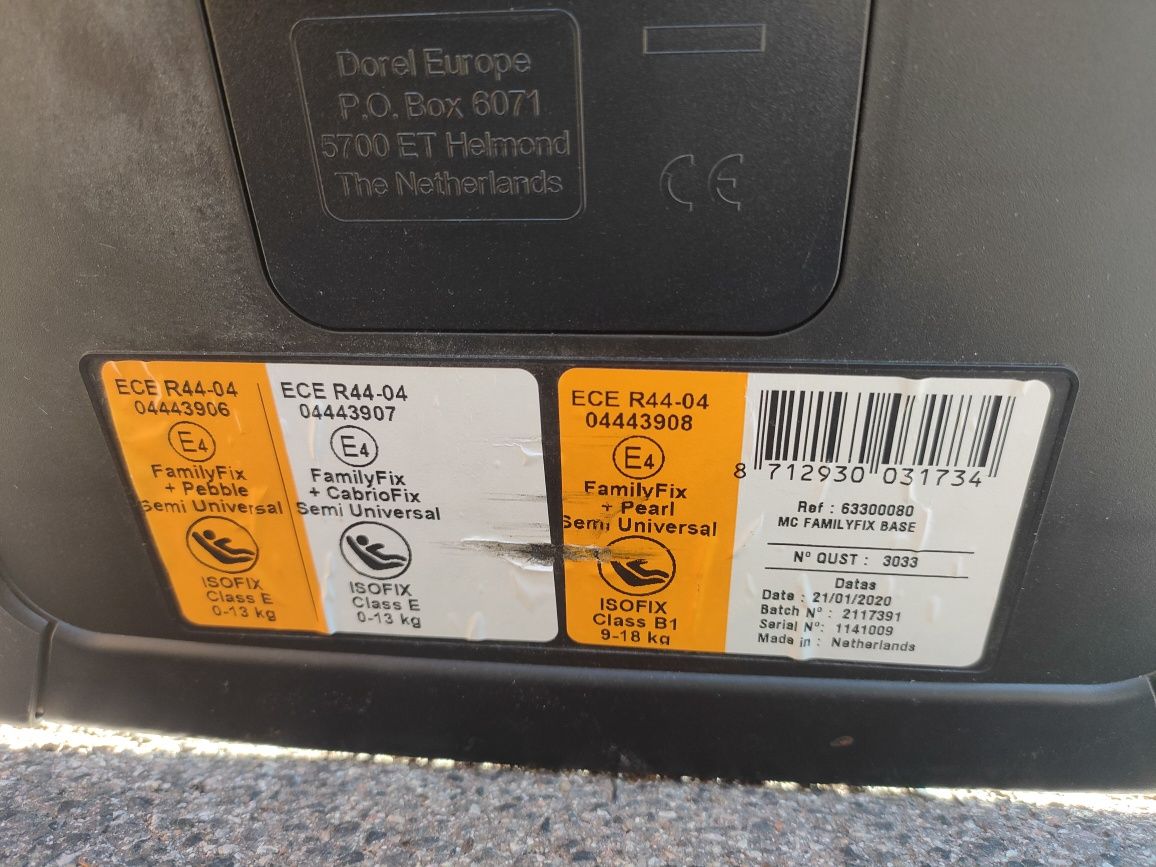 Dorel Europe
P.O. Box 6071
5700 ET Helmond
The Netherlands
CE
ECE R44-04
04443906
E4
FamilyFix
+ Pebble
Semi Universal
ISOFIX
Class E
0-13 kg
ECE R44-04
04443907
E4
FamilyFix
+ CabrioFix
Semi Universal
ISOFIX
Class E
0-13 kg
ECE R44-04
04443908
E4
FamilyFix
+ Pearl
Semi Universal
ISOFIX
Class B1
9-18 kg
8 712930 031734
Ref : 63300080
MC FAMILYFIX BASE
Nº QUST : 3033
Datas
Date : 21/01/2020
Batch Nº : 2117391
Serial Nº: 1141009
Made in : Netherlands